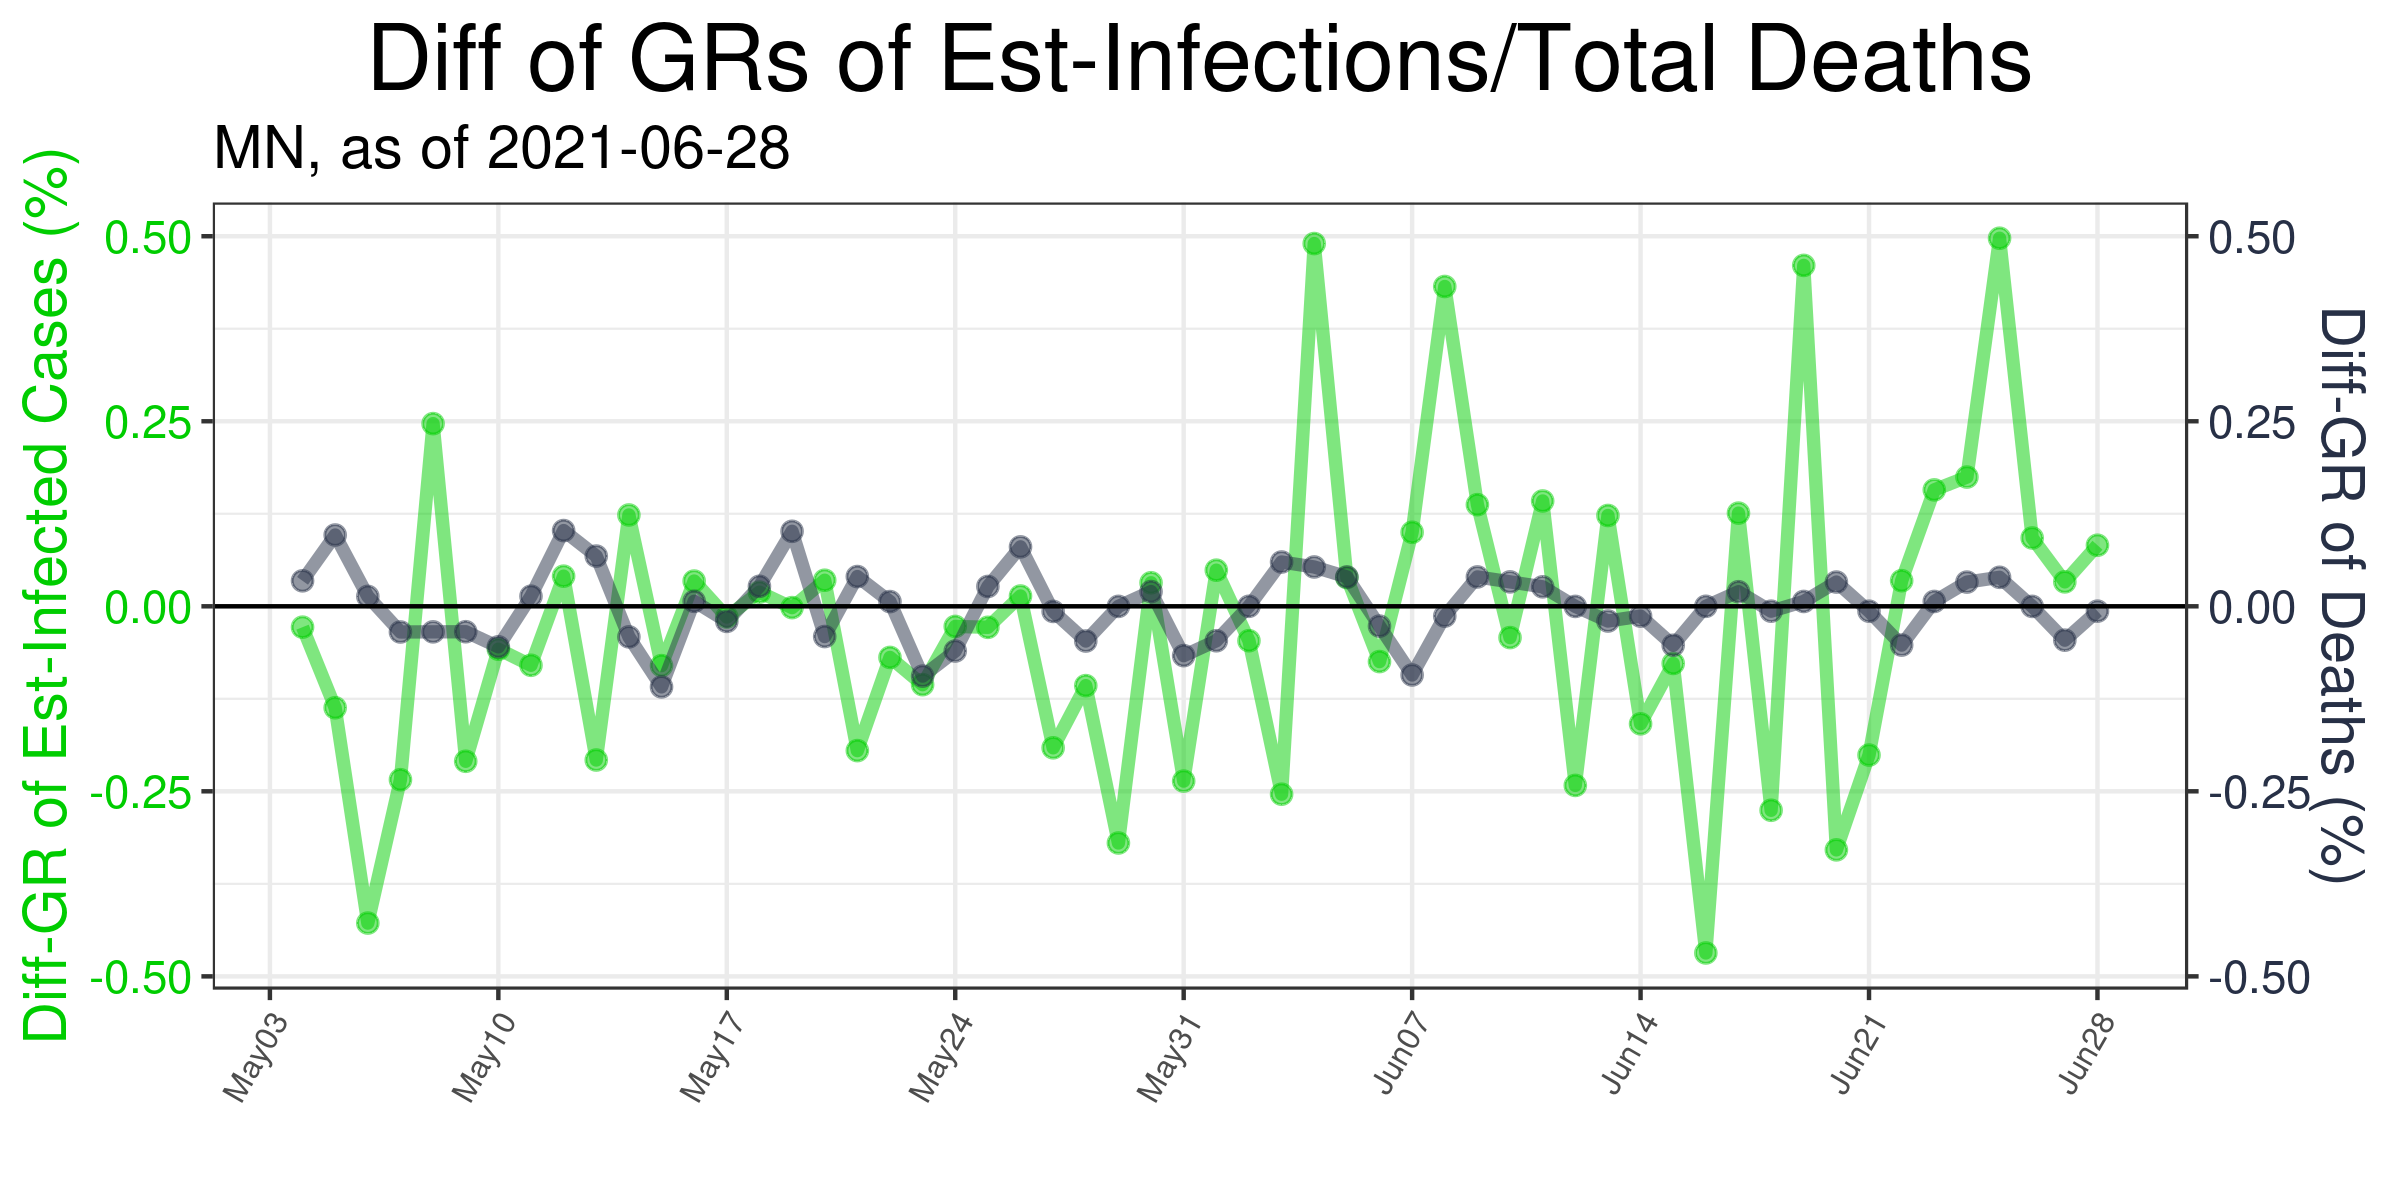 Diff of GRs of Est-Infections/Total Deaths
MN, as of 2021-06-28
Diff-GR of Est-Infected Cases (%)
0.50
0.25
0.00
-0.25
-0.50
0.50
0.25
0.00
-0.25
-0.50
Diff-GR of Deaths (%)
May03
May10
May17
May24
May31
Jun07
Jun14
Jun21
Jun28